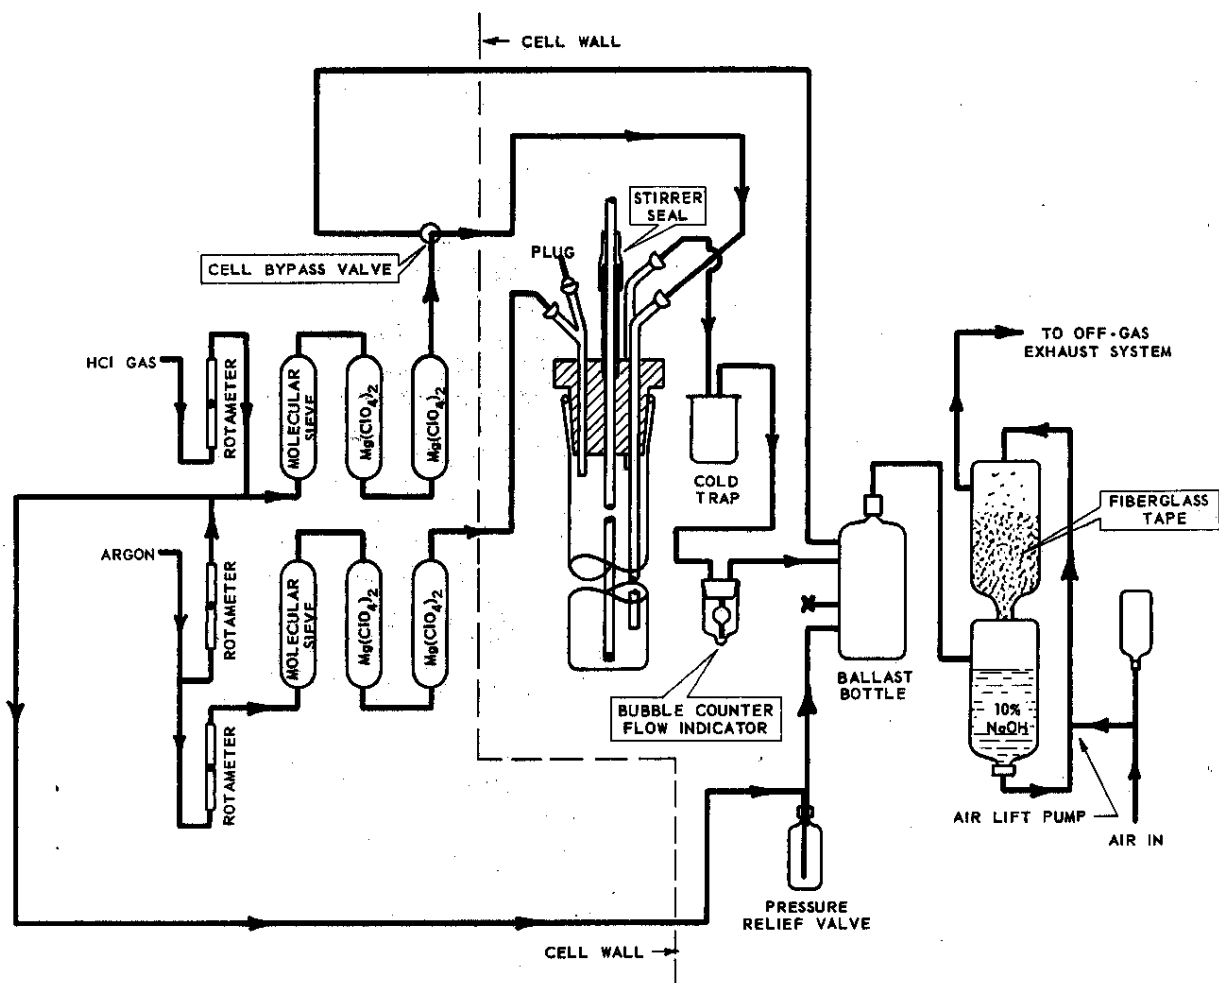 CELL WALL
STIRRER
SEAL
PLUG
CELL BYPASS VALVE
HCl GAS
ROTAMETER
MOLECULAR
SIEVE
Mg(ClO4)2
Mg(ClO4)2
TO OFF-GAS
EXHAUST SYSTEM
COLD
TRAP
FIBERGLASS
TAPE
ARGON
ROTAMETER
MOLECULAR
SIEVE
Mg(ClO4)2
Mg(ClO4)2
BALLAST
BOTTLE
10%
NaOH
BUBBLE COUNTER
FLOW INDICATOR
ROTAMETER
AIR LIFT PUMP
AIR IN
PRESSURE
RELIEF VALVE
CELL WALL